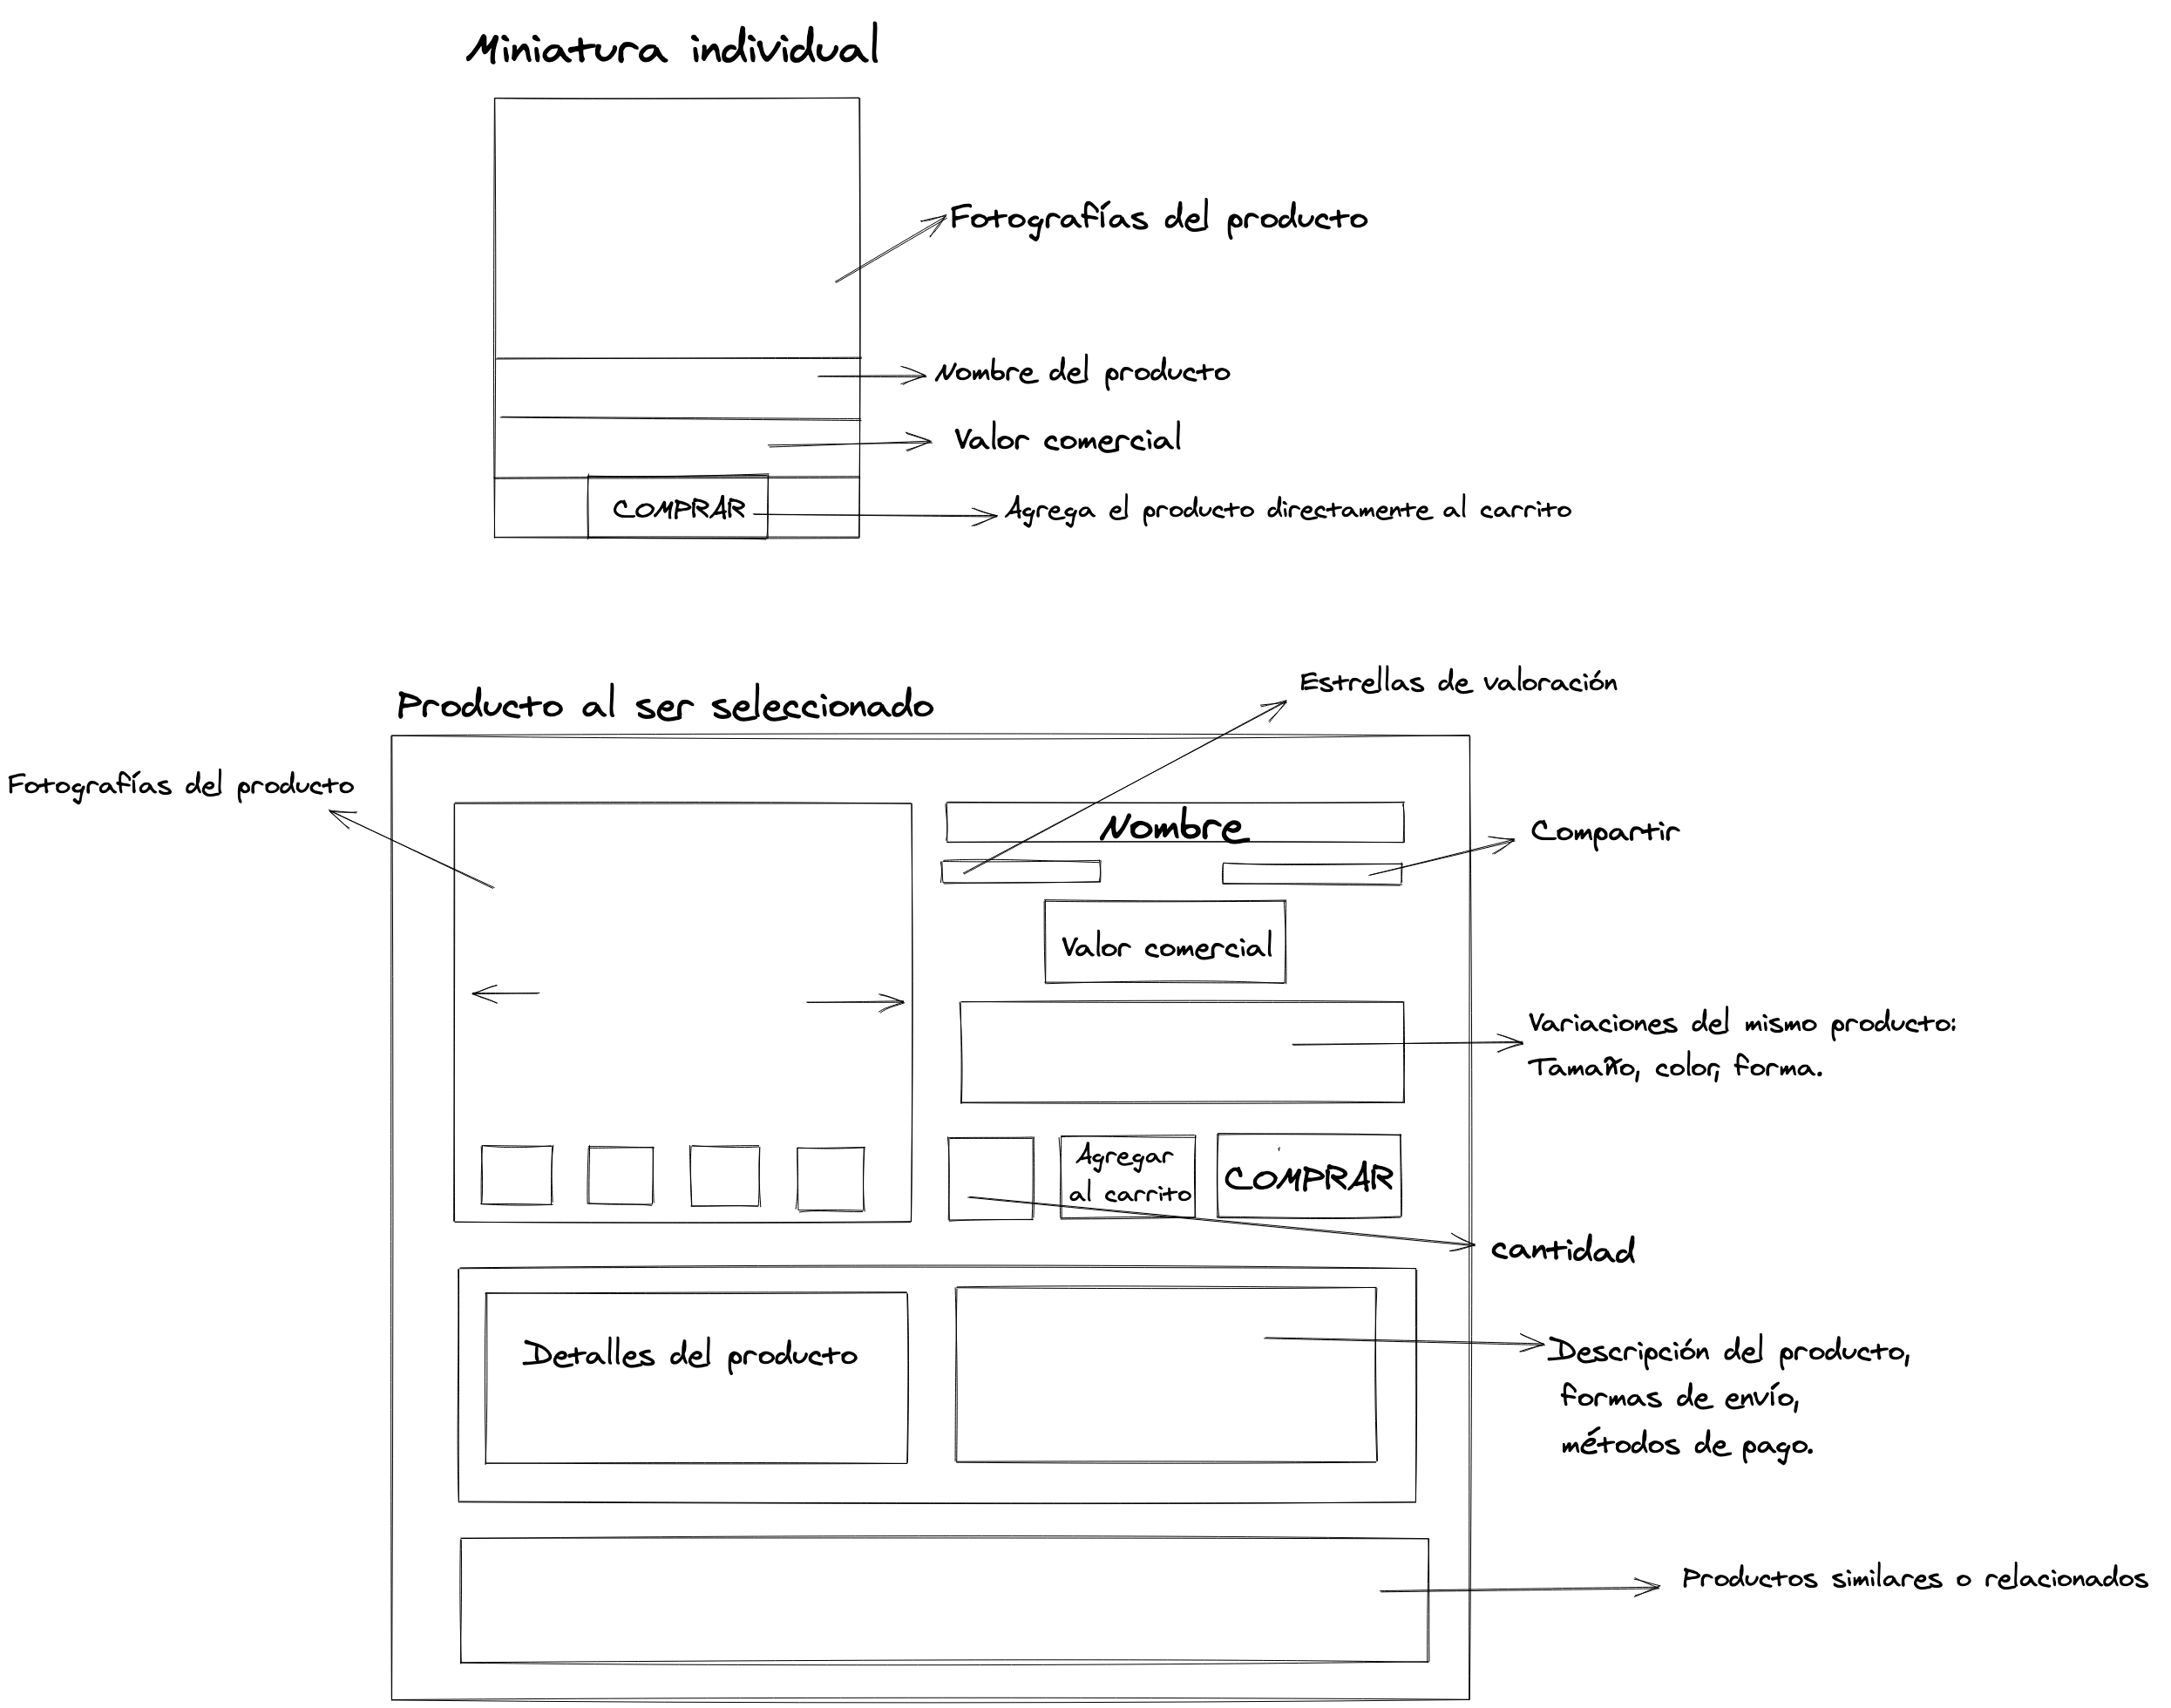 Miniatura individual
Fotografías del producto
Nombre del producto
Valor comercial
COMPRAR
Agrega el producto directamente al carrito
Estrellas de valoración
Producto al ser seleccionado
Fotografías del producto
Nombre
Compartir
Valor comercial
Variaciones del mismo producto:
Tamaño, color, forma.
Agregar
al carrito
COMPRAR
cantidad
Detalles del producto
Descripción del producto,
formas de envío,
métodos de pago.
Productos similares o relacionados